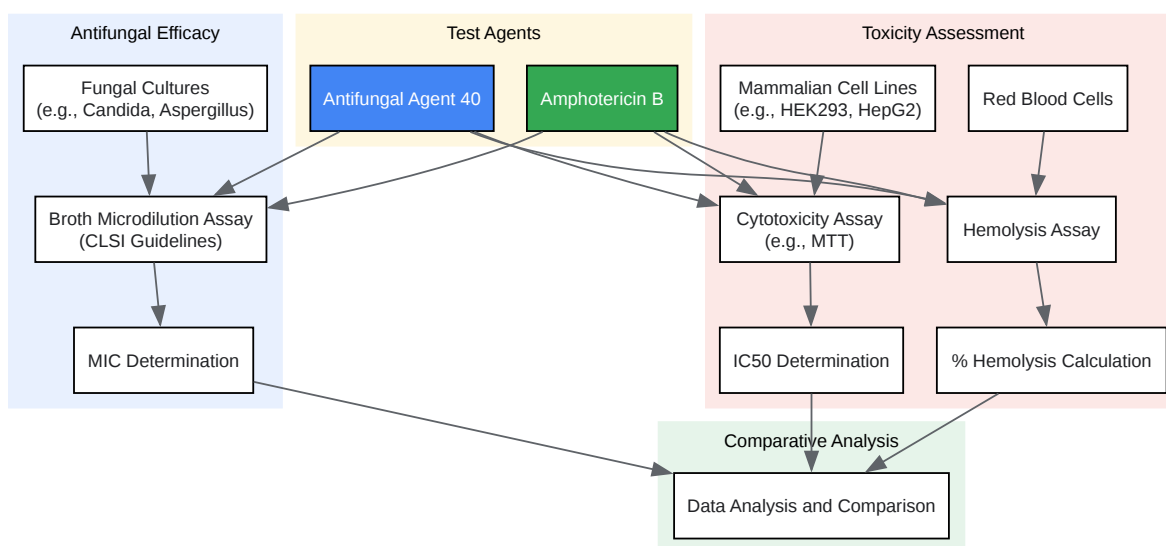 Antifungal Efficacy
Test Agents
Toxicity Assessment
Fungal Cultures
(e.g., Candida, Aspergillus)
Antifungal Agent 40
Amphotericin B
Mammalian Cell Lines
(e.g., HEK293, HepG2)
Red Blood Cells
Broth Microdilution Assay
(CLSI Guidelines)
Cytotoxicity Assay
(e.g., MTT)
Hemolysis Assay
MIC Determination
IC50 Determination
% Hemolysis Calculation
Comparative Analysis
Data Analysis and Comparison